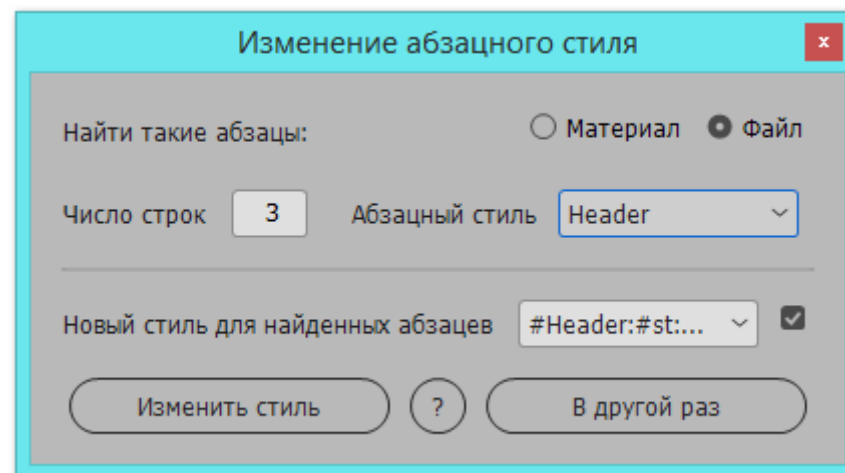 Изменение абзацного стиля x
Найти такие абзацы: Материал Файл
Число строк 3 Абзацный стиль Header
Новый стиль для найденных абзацев #Header:#st:...
Изменить стиль ? В другой раз